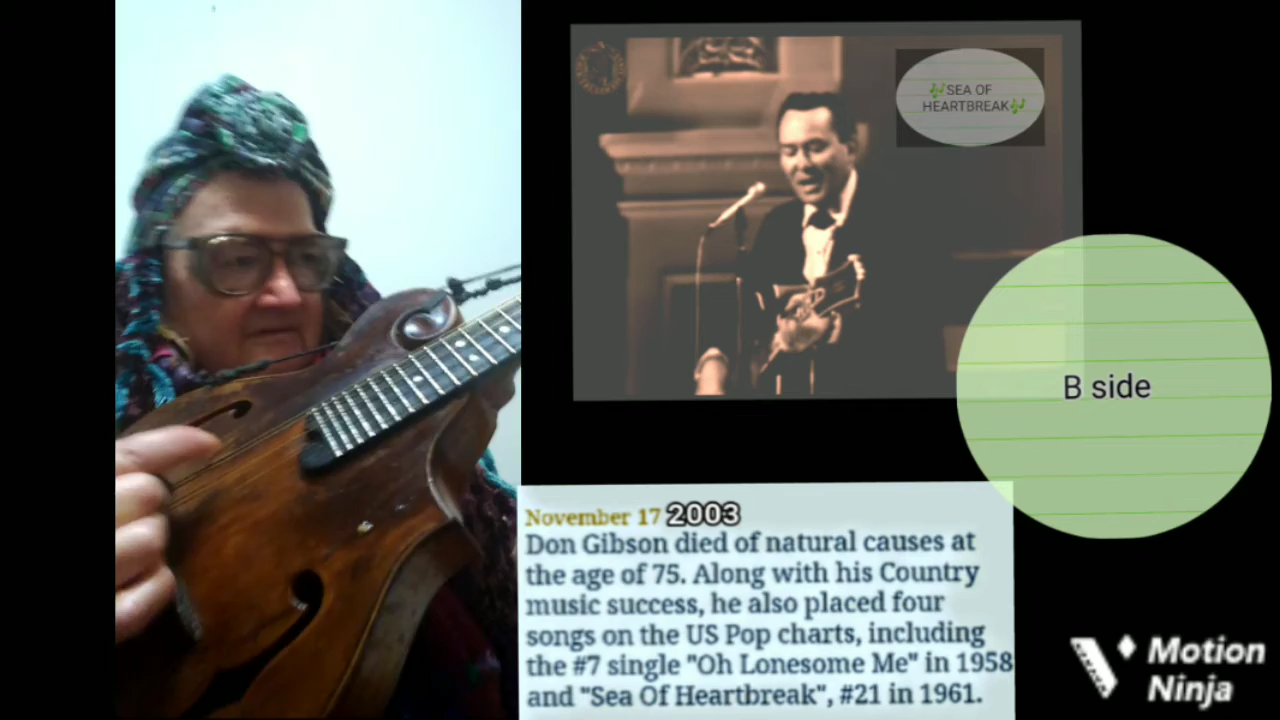 🎶SEA OF
HEARTBREAK🎶
B side
November 17 2003
Don Gibson died of natural causes at
the age of 75. Along with his Country
music success, he also placed four
songs on the US Pop charts, including
the #7 single "Oh Lonesome Me" in 1958
and "Sea Of Heartbreak", #21 in 1961.
Motion
Ninja